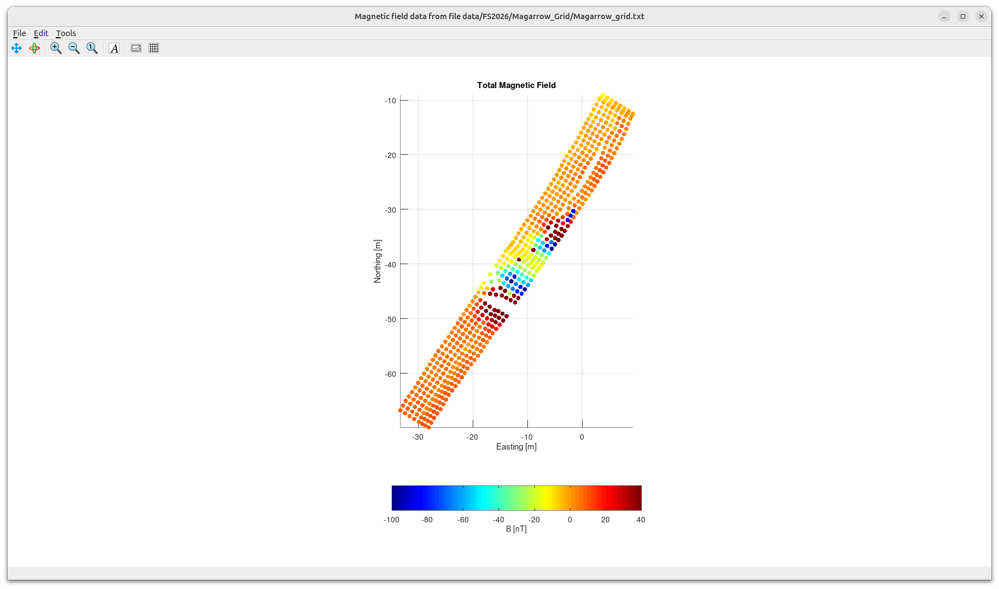 Magnetic field data from file data/FS2026/Magarrow_Grid/Magarrow_grid.txt
File Edit Tools
1 A
Total Magnetic Field
-10
-20
-30
-40
-50
-60
Northing [m]
-30 -20 -10 0
Easting [m]
-100 -80 -60 -40 -20 0 20 40
B [nT]